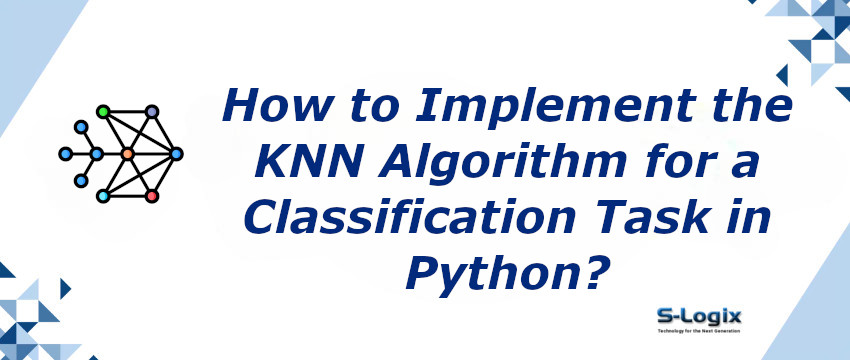 How to Implement the
KNN Algorithm for a
Classification Task in
Python?
S-Logix
Technology for the Next Generation